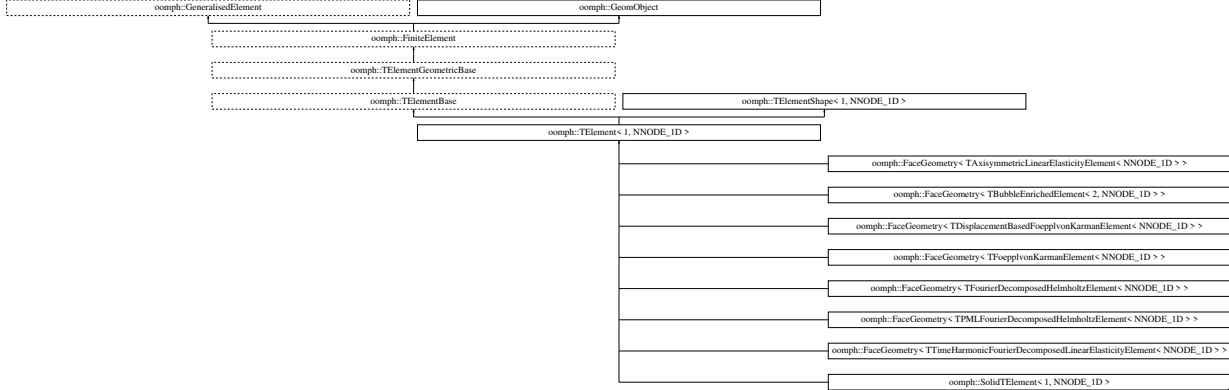 oomph::GeneralisedElement
oomph::GeomObject
oomph::FiniteElement
oomph::TElementGeometricBase
oomph::TElementBase
oomph::TElementShape< 1, NNODE_1D >
oomph::TElement< 1, NNODE_1D >
oomph::FaceGeometry< TAxisymmetricLinearElasticityElement< NNODE_1D > >
oomph::FaceGeometry< TBubbleEnrichedElement< 2, NNODE_1D > >
oomph::FaceGeometry< TDisplacementBasedFoepplvonKarmanElement< NNODE_1D > >
oomph::FaceGeometry< TFoepplvonKarmanElement< NNODE_1D > >
oomph::FaceGeometry< TFourierDecomposedHelmholtzElement< NNODE_1D > >
oomph::FaceGeometry< TPMLFourierDecomposedHelmholtzElement< NNODE_1D > >
oomph::FaceGeometry< TTimeHarmonicFourierDecomposedLinearElasticityElement< NNODE_1D > >
oomph::SolidTElement< 1, NNODE_1D >